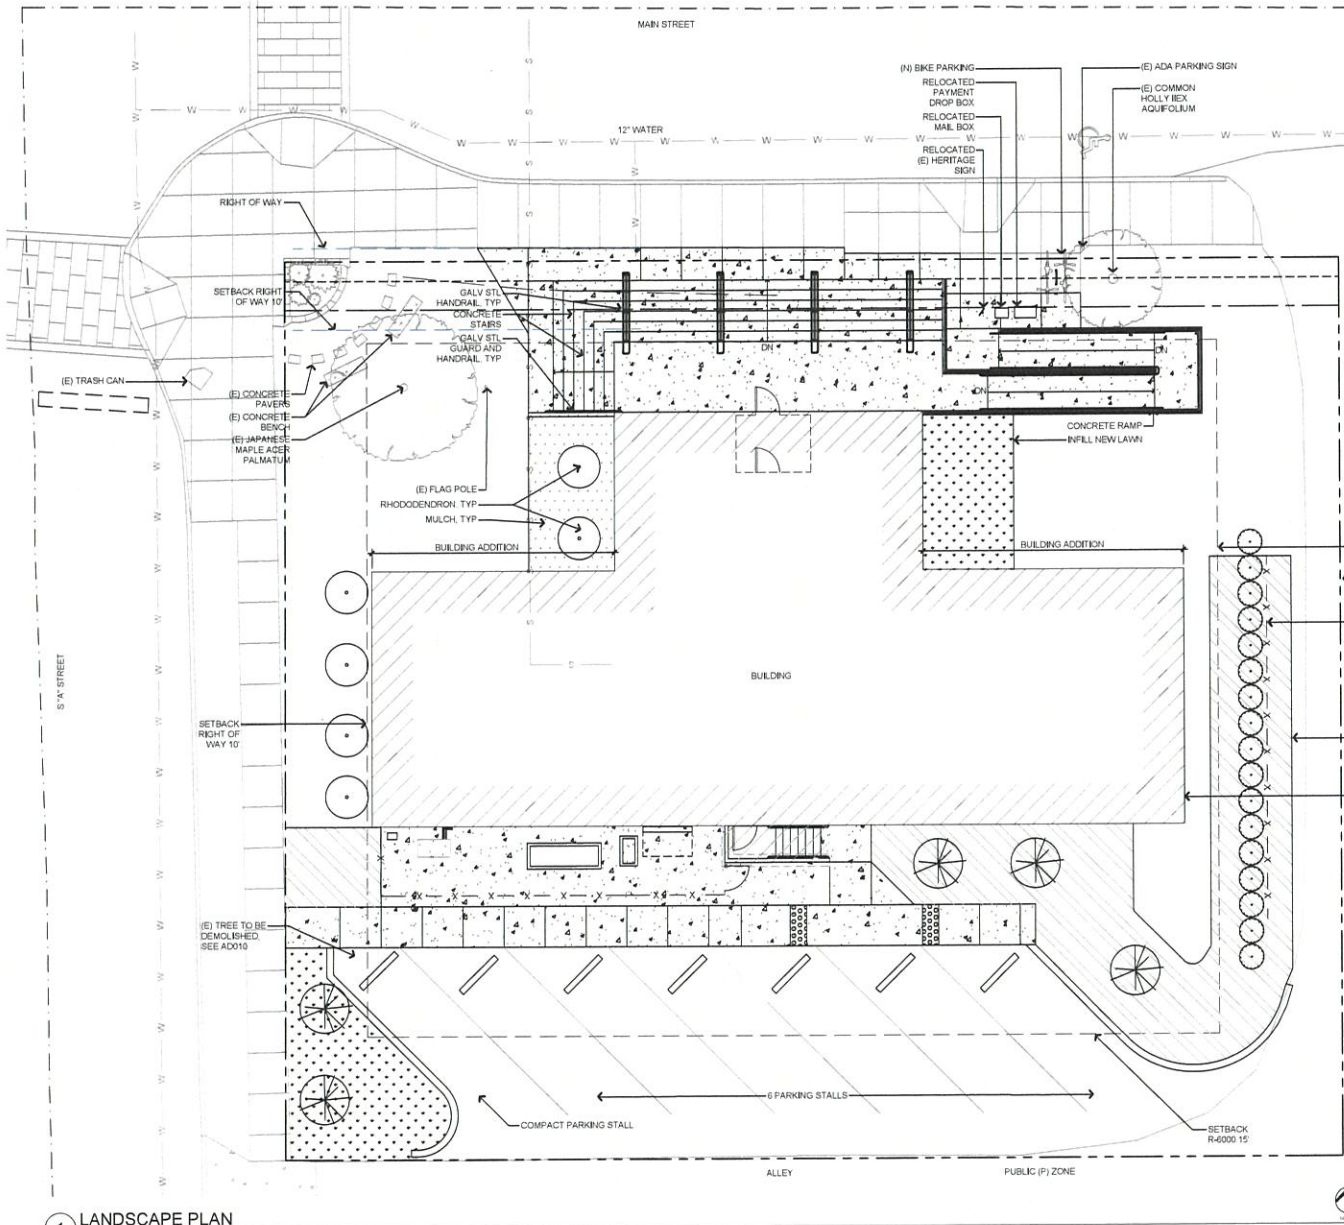 MAIN STREET
(N) BIKE PARKING
RELOCATED
PAYMENT
DROP BOX
RELOCATED
MAIL BOX
RELOCATED
(E) HERITAGE
SIGN
(E) ADA PARKING SIGN
(E) COMMON
HOLLY IIEX
AQUIFOLIUM
12" WATER
RIGHT OF WAY
SETBACK RIGHT
OF WAY 10'
GALV STL
HANDRAIL, TYP
CONCRETE
STAIRS
GALV STL
GUARD AND
HANDRAIL, TYP
DN
DN
DN
(E) TRASH CAN
(E) CONCRETE
PAVERS
(E) CONCRETE
BENCH
(E) JAPANESE
MAPLE ACER
PALMATUM
CONCRETE RAMP
INFILL NEW LAWN
(E) FLAG POLE
RHODODENDRON, TYP
MULCH, TYP
BUILDING ADDITION
BUILDING ADDITION
BUILDING
S "A" STREET
SETBACK
RIGHT OF
WAY 10'
(E) TREE TO BE
DEMOLISHED,
SEE AD010
6 PARKING STALLS
COMPACT PARKING STALL
SETBACK
R-6000 15'
ALLEY
PUBLIC (P) ZONE
LANDSCAPE PLAN